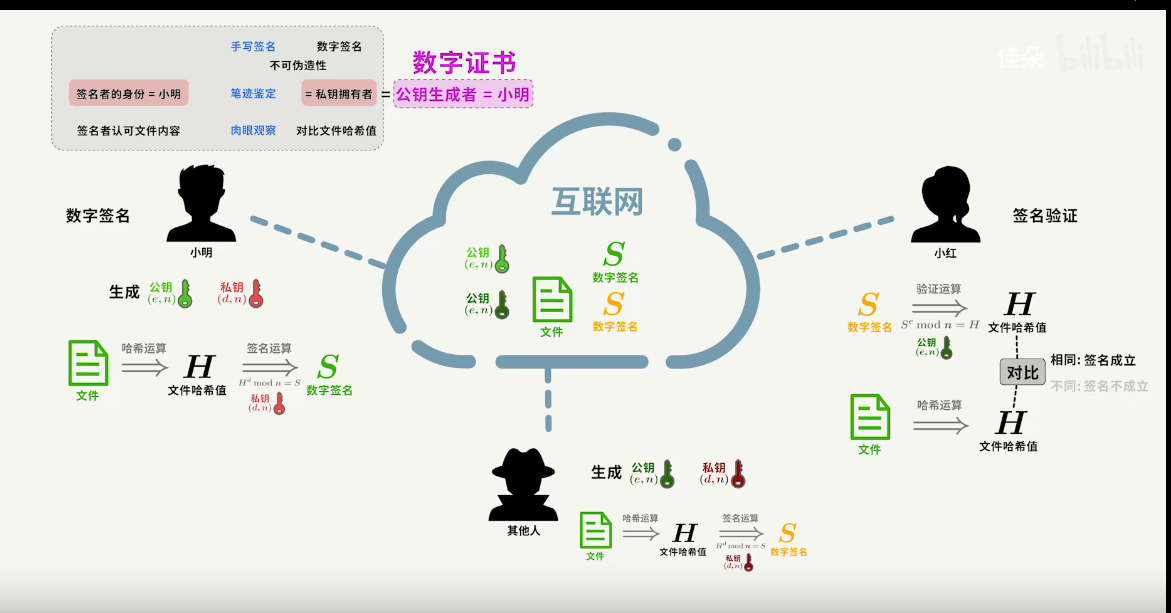 手写签名 数字签名
不可伪造性
签名者的身份 = 小明 笔迹鉴定 = 私钥拥有者 =
签名者认可文件内容 肉眼观察 对比文件哈希值
数字证书
公钥生成者 = 小明
佳朵 bilibili
互联网
数字签名
小明
生成 公钥 (e, n) 私钥 (d, n)
文件
哈希运算
H
文件哈希值
签名运算
H^d mod n = S
私钥
(d, n)
S
数字签名
公钥
(e, n)
公钥
(e, n)
文件
S
数字签名
S
数字签名
小红
签名验证
S
数字签名
验证运算
S^e mod n = H
公钥
(e, n)
H
文件哈希值
对比
相同: 签名成立
不同: 签名不成立
文件
哈希运算
H
文件哈希值
其他人
生成 公钥 (e, n) 私钥 (d, n)
文件
哈希运算
H
文件哈希值
签名运算
H^d mod n = S
私钥
(d, n)
S
数字签名